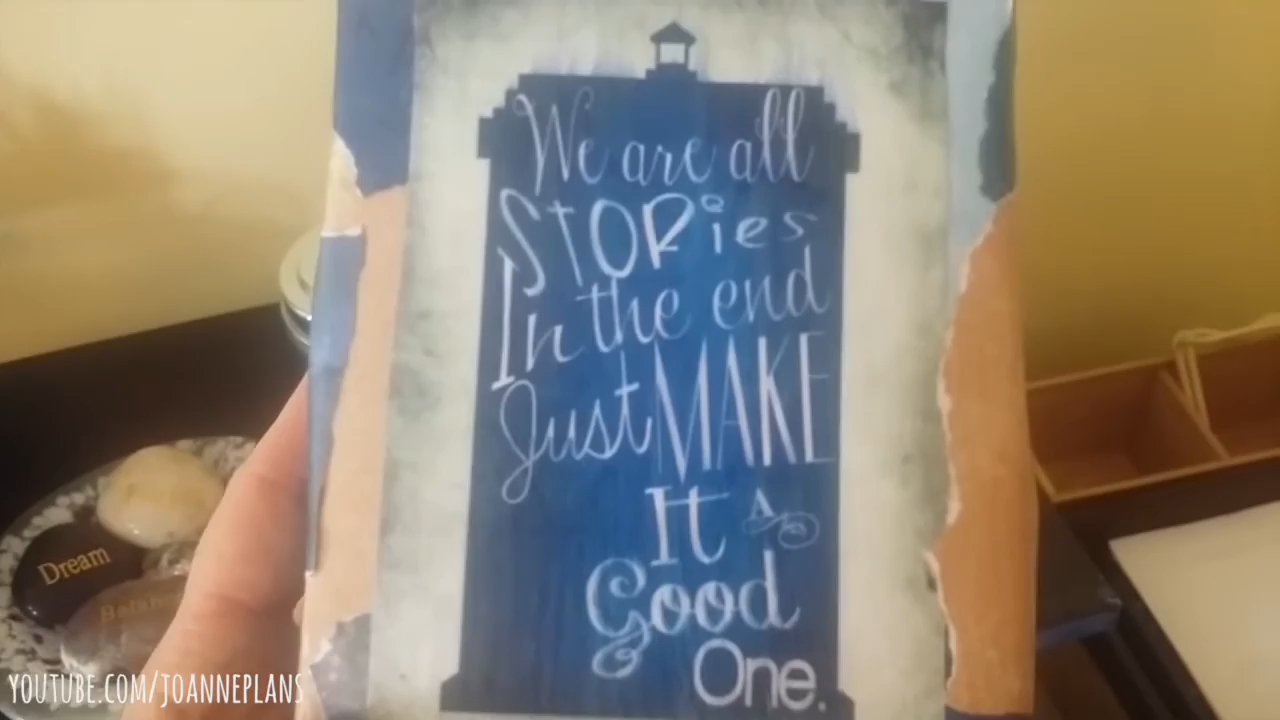 We are all
STORies
In the end
Just MAKE
It A
Good
One.
Dream
YOUTUBE.COM/JOANNEPLANS